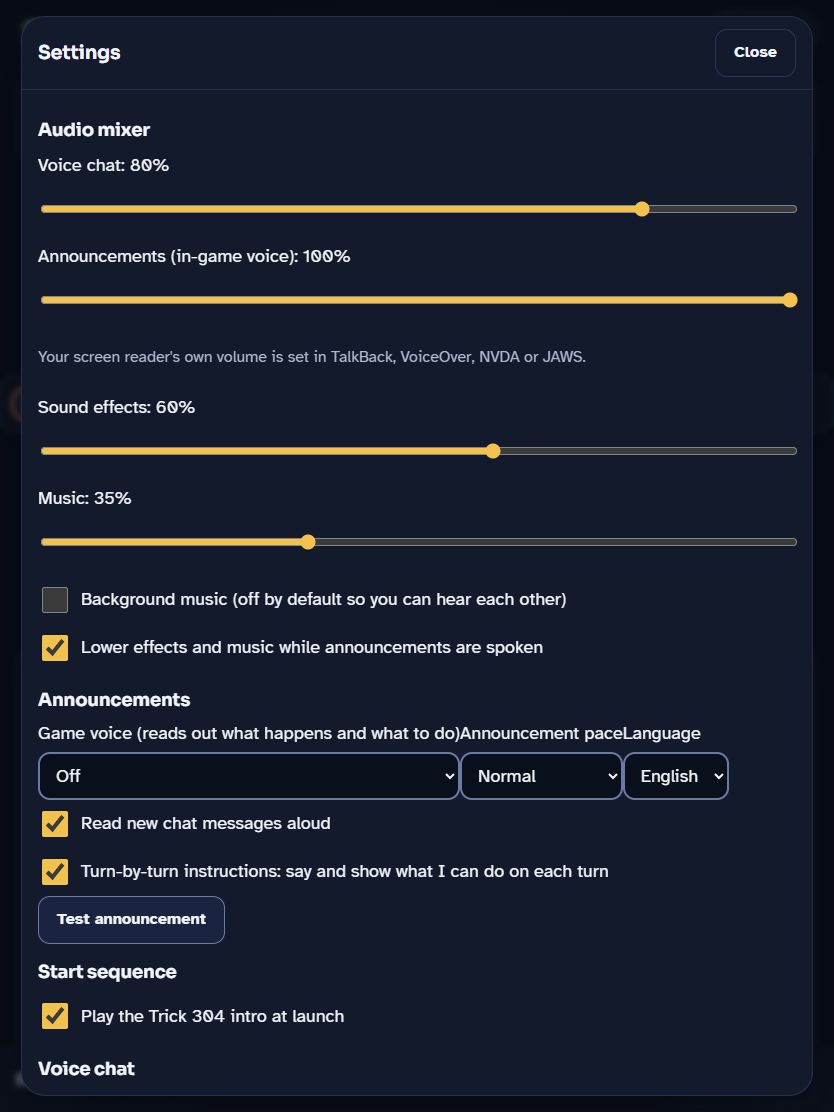 Settings
Close
Audio mixer
Voice chat: 80%
Announcements (in-game voice): 100%
Your screen reader's own volume is set in TalkBack, VoiceOver, NVDA or JAWS.
Sound effects: 60%
Music: 35%
Background music (off by default so you can hear each other)
Lower effects and music while announcements are spoken
Announcements
Game voice (reads out what happens and what to do)Announcement paceLanguage
Off Normal English
Read new chat messages aloud
Turn-by-turn instructions: say and show what I can do on each turn
Test announcement
Start sequence
Play the Trick 304 intro at launch
Voice chat